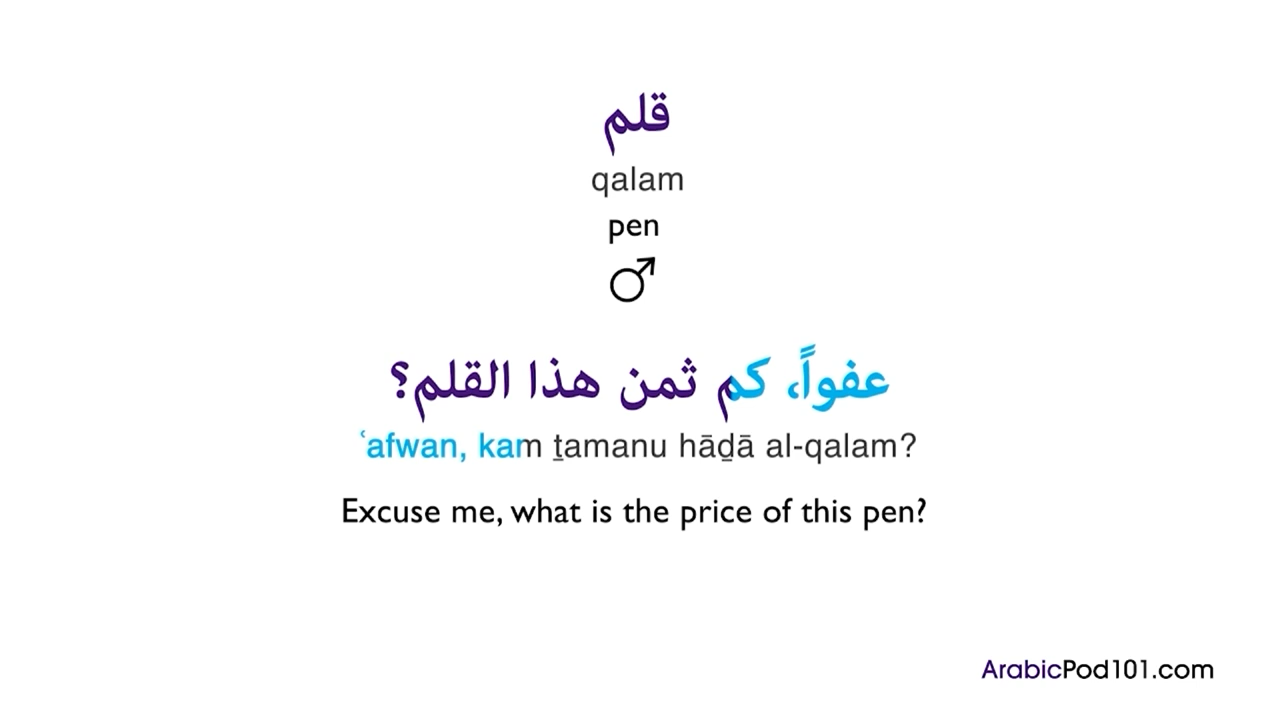 قلم
qalam
pen
♂
عفواً، كم ثمن هذا القلم؟
ʿafwan, kam ṯamanu hāḏā al-qalam?
Excuse me, what is the price of this pen?
ArabicPod101.com